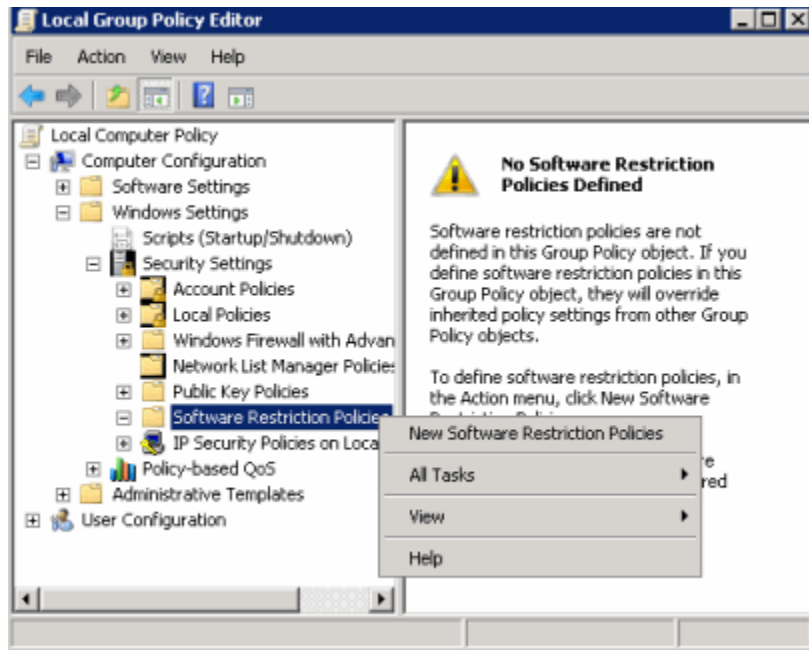 Local Group Policy Editor
File Action View Help
Local Computer Policy
Computer Configuration
Software Settings
Windows Settings
Scripts (Startup/Shutdown)
Security Settings
Account Policies
Local Policies
Windows Firewall with Advan
Network List Manager Policies
Public Key Policies
Software Restriction Policies
IP Security Policies on Loca
Policy-based QoS
Administrative Templates
User Configuration
No Software Restriction
Policies Defined
Software restriction policies are not
defined in this Group Policy object. If you
define software restriction policies in this
Group Policy object, they will override
inherited policy settings from other Group
Policy objects.
To define software restriction policies, in
the Action menu, click New Software
New Software Restriction Policies
All Tasks
View
Help